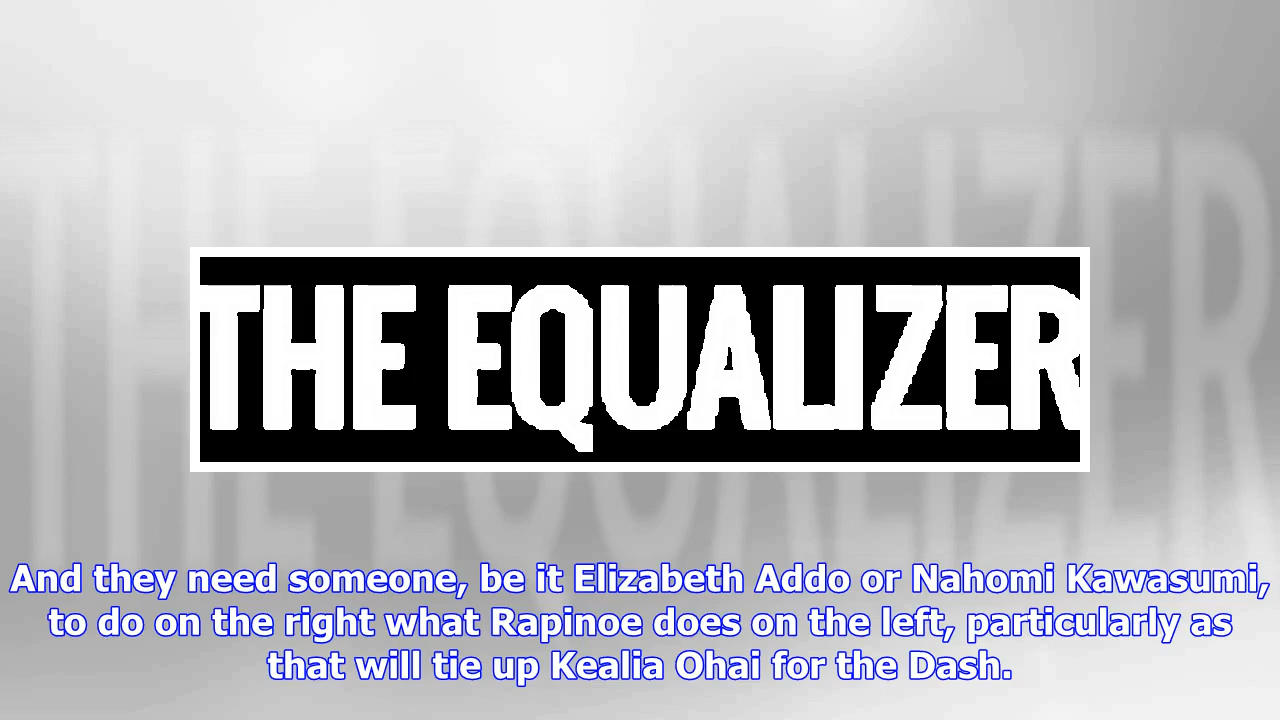 THE EQUALIZER
And they need someone, be it Elizabeth Addo or Nahomi Kawasumi,
to do on the right what Rapinoe does on the left, particularly as
that will tie up Kealia Ohai for the Dash.